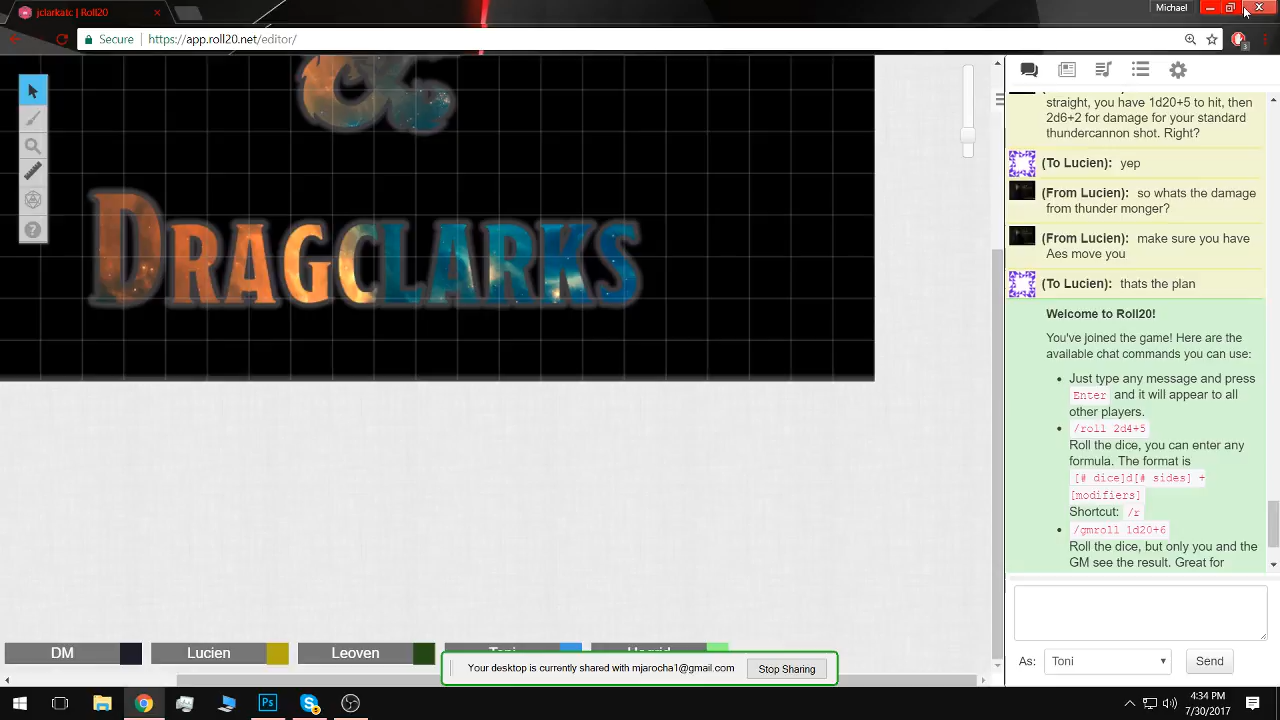 jclarkatc | Roll20
Michael
Secure https://app.roll20.net/editor/
3
&
DRAGCLARKS
straight, you have 1d20+5 to hit, then
2d6+2 for damage for your standard
thundercannon shot. Right?
(To Lucien): yep
(From Lucien): so whats the damage
from thunder monger?
(From Lucien): make sure you have
Aes move you
(To Lucien): thats the plan
Welcome to Roll20!
You've joined the game! Here are the
available chat commands you can use:
Just type any message and press
Enter and it will appear to all
other players.
/roll 2d4+5
Roll the dice, you can enter any
formula. The format is
[# dice]d[# sides] +
[modifiers]
Shortcut: /r
/gmroll 1d20+6
Roll the dice, but only you and the
GM see the result. Great for
As: Toni Send
DM Lucien Leoven Toni Hagrid
Your desktop is currently shared with mjarocha1@gmail.com Stop Sharing
4:34 PM
7/30/2017